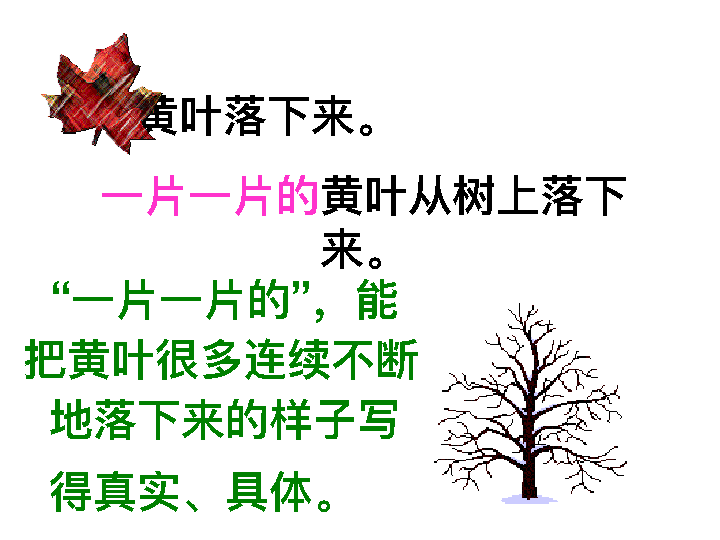 黄叶落下来。
一片一片的黄叶从树上落下
来。
“一片一片的”，能
把黄叶很多连续不断
地落下来的样子写
得真实、具体。